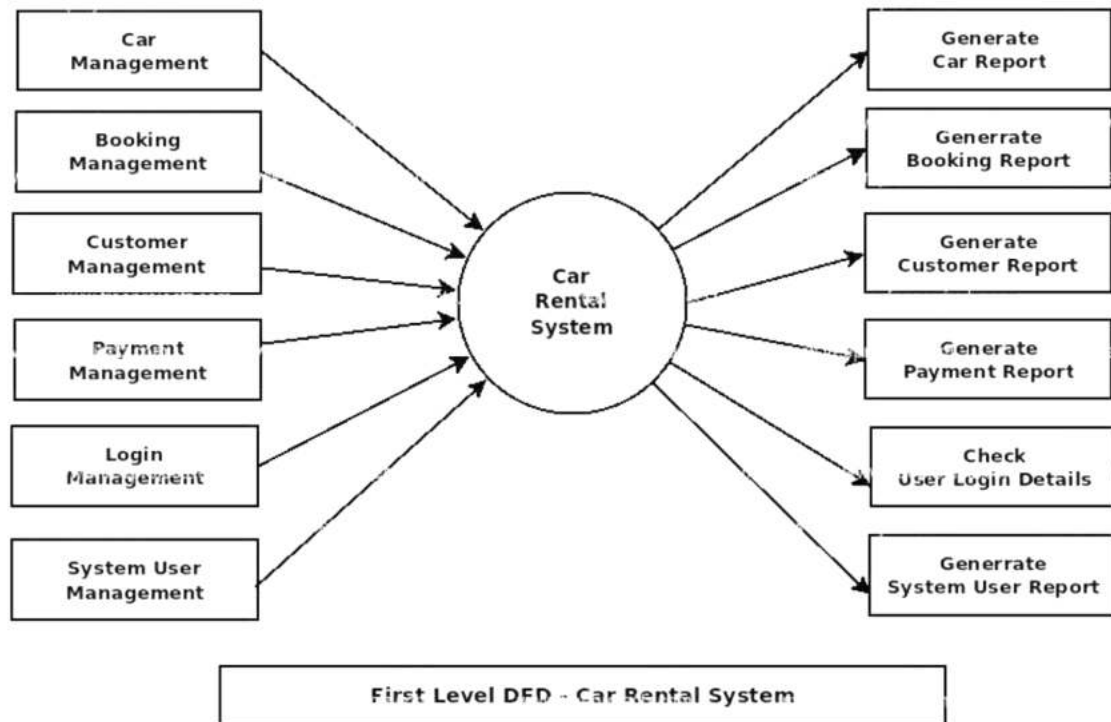 Car
Management
Generate
Car Report
Booking
Management
Generrate
Booking Report
Customer
Management
Generate
Customer Report
Car
Rental
System
Payment
Management
Generate
Payment Report
Login
Management
Check
User Login Details
System User
Management
Generrate
System User Report
First Level DFD - Car Rental System